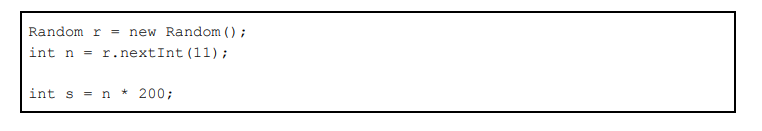 Random r = new Random();
int n = r.nextInt(11);
int s = n * 200;